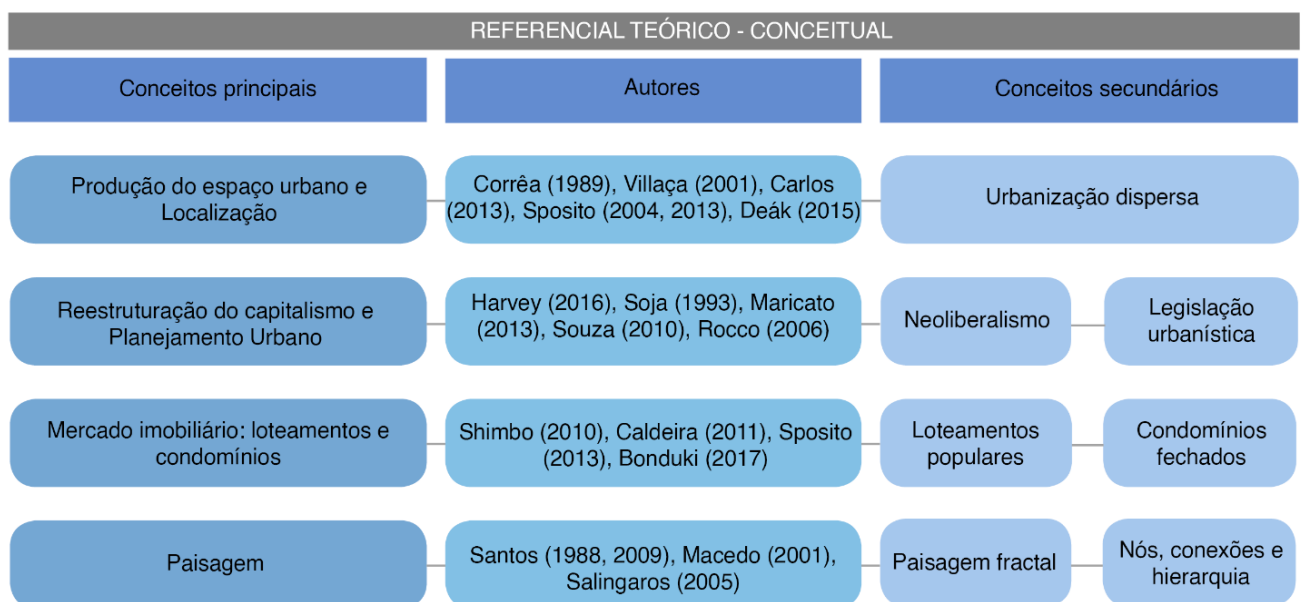 REFERENCIAL TEÓRICO - CONCEITUAL
Conceitos principais
Autores
Conceitos secundários
Produção do espaço urbano e
Localização
Corrêa (1989), Villaça (2001), Carlos
(2013), Sposito (2004, 2013), Deák (2015)
Urbanização dispersa
Reestruturação do capitalismo e
Planejamento Urbano
Harvey (2016), Soja (1993), Maricato
(2013), Souza (2010), Rocco (2006)
Neoliberalismo
Legislação
urbanística
Mercado imobiliário: loteamentos e
condomínios
Shimbo (2010), Caldeira (2011), Sposito
(2013), Bonduki (2017)
Loteamentos
populares
Condomínios
fechados
Paisagem
Santos (1988, 2009), Macedo (2001),
Salingaros (2005)
Paisagem fractal
Nós, conexões e
hierarquia